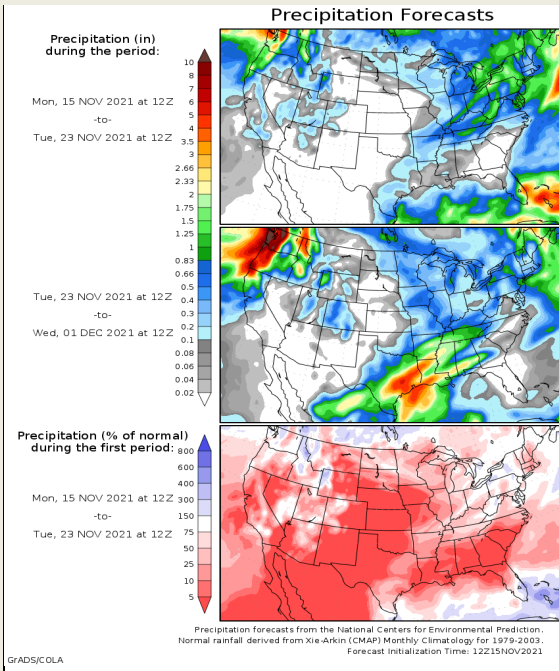 Precipitation Forecasts
Precipitation (in)
during the period:
Mon, 15 NOV 2021 at 12Z
-to-
Tue, 23 NOV 2021 at 12Z
10
8
7
6
5
4
3.5
3
2.66
2.33
2
1.75
1.5
1.25
1
0.83
0.66
0.5
0.4
0.3
0.2
0.1
0.08
0.06
0.04
0.02
Tue, 23 NOV 2021 at 12Z
-to-
Wed, 01 DEC 2021 at 12Z
Precipitation (% of normal)
during the first period:
Mon, 15 NOV 2021 at 12Z
-to-
Tue, 23 NOV 2021 at 12Z
800
600
400
300
150
75
50
25
10
5
Precipitation forecasts from the National Centers for Environmental Prediction.
Normal rainfall derived from Xie-Arkin (CMAP) Monthly Climatology for 1979-2003.
Forecast Initialization Time: 12Z15NOV2021
GrADS/COLA